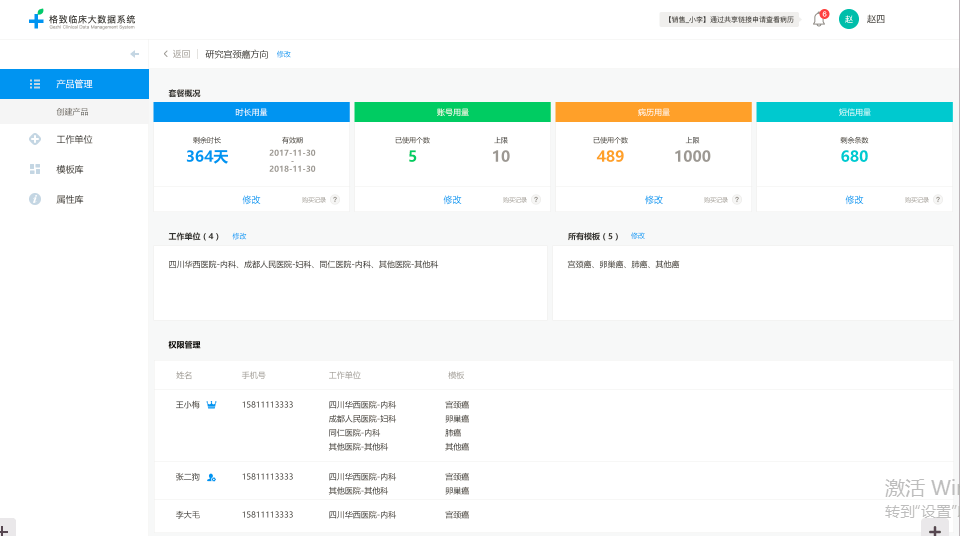 格致临床大数据系统
Gezhi Clinical Data Management System
【销售_小李】通过共享链接申请查看病历
6
赵
赵四
返回
研究宫颈癌方向
修改
产品管理
创建产品
工作单位
模板库
属性库
套餐概况
时长用量
剩余时长
364天
有效期
2017-11-30
-
2018-11-30
修改
购买记录
?
账号用量
已使用个数
5
上限
10
修改
购买记录
?
病历用量
已使用个数
489
上限
1000
修改
购买记录
?
短信用量
剩余条数
680
修改
购买记录
?
工作单位（4）
修改
四川华西医院-内科、成都人民医院-妇科、同仁医院-内科、其他医院-其他科
所有模板（5）
修改
宫颈癌、卵巢癌、肺癌、其他癌
权限管理
姓名 手机号 工作单位 模板
王小梅 15811113333 四川华西医院-内科 宫颈癌
成都人民医院-妇科 卵巢癌
同仁医院-内科 肺癌
其他医院-其他科 其他癌
张二狗 15811113333 四川华西医院-内科 宫颈癌
其他医院-其他科 卵巢癌
李大毛 15811113333 四川华西医院-内科 宫颈癌
激活 Win
转到"设置"